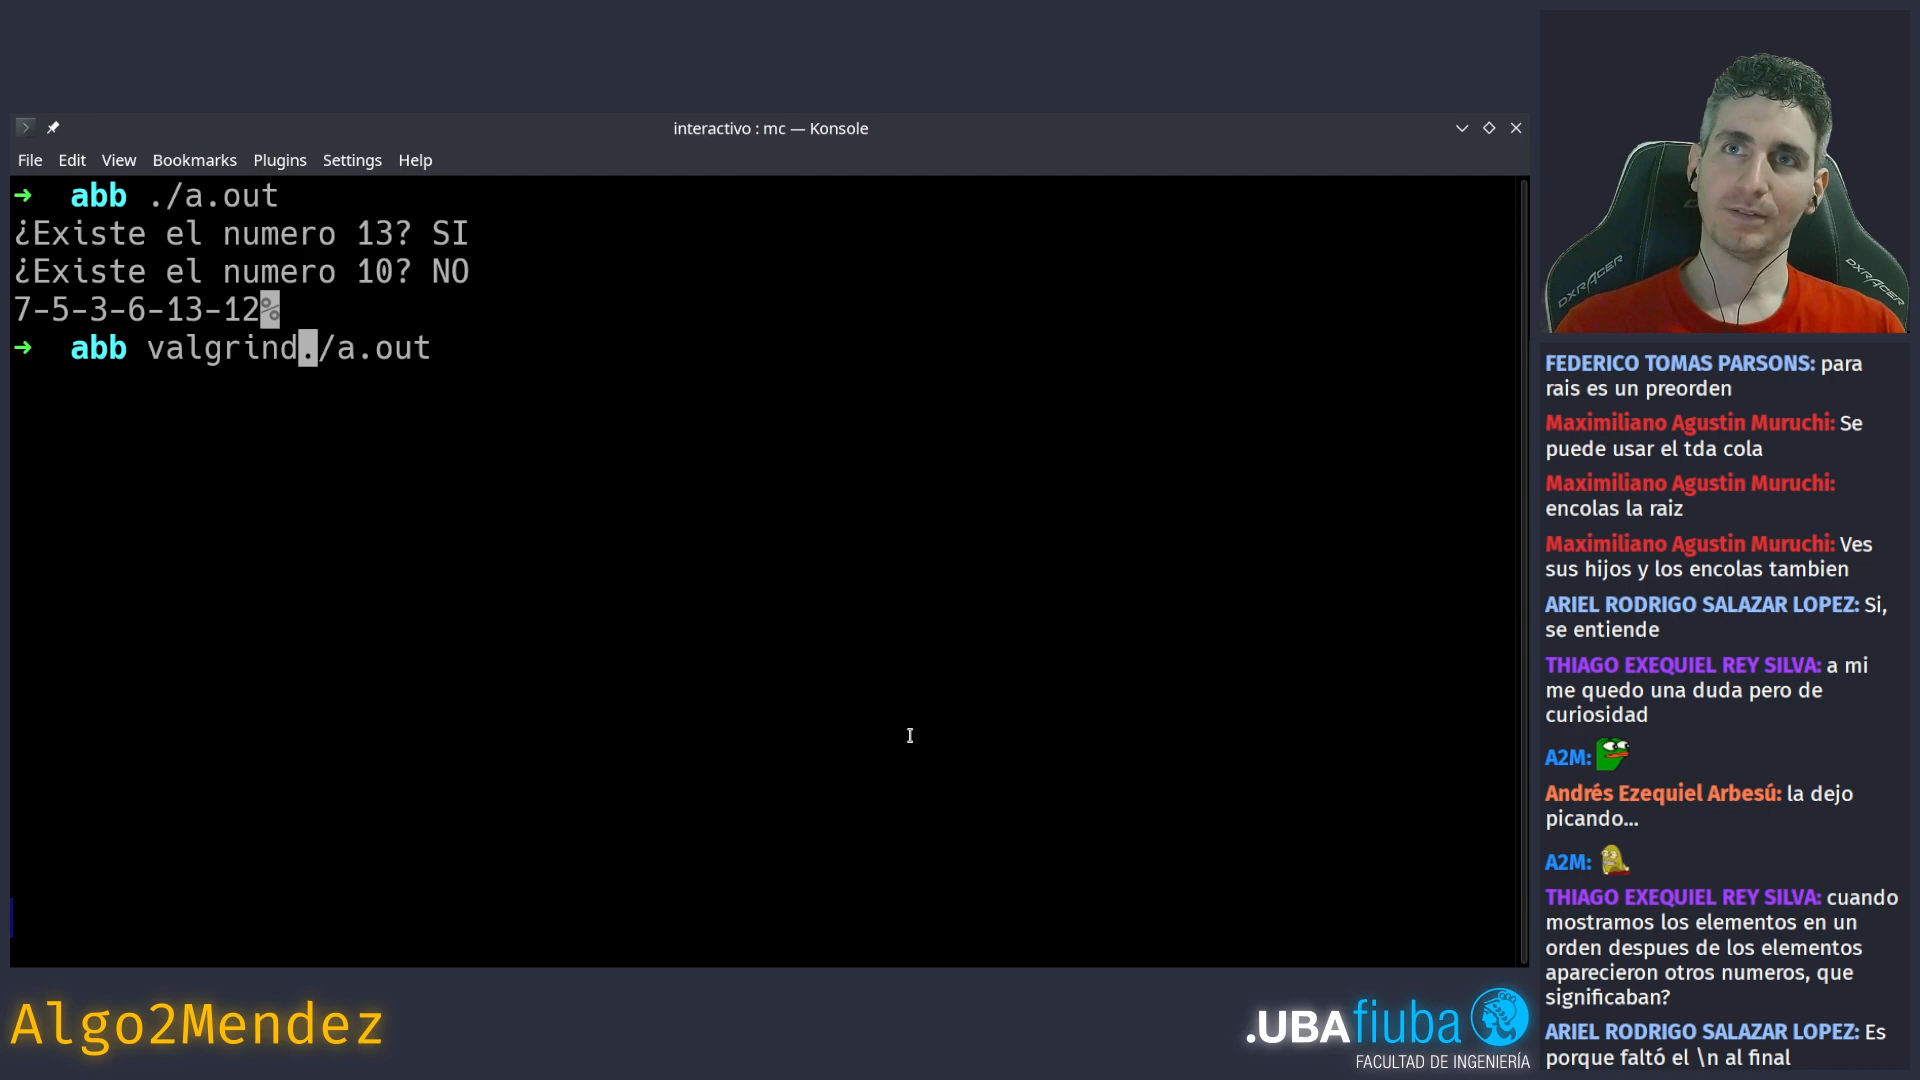 interactivo : mc — Konsole
File Edit View Bookmarks Plugins Settings Help
➜ abb ./a.out
¿Existe el numero 13? SI
¿Existe el numero 10? NO
7-5-3-6-13-12%
➜ abb valgrind./a.out
DXRACER
DXRACER
FEDERICO TOMAS PARSONS: para
rais es un preorden
Maximiliano Agustin Muruchi: Se
puede usar el tda cola
Maximiliano Agustin Muruchi:
encolas la raiz
Maximiliano Agustin Muruchi: Ves
sus hijos y los encolas tambien
ARIEL RODRIGO SALAZAR LOPEZ: Si,
se entiende
THIAGO EXEQUIEL REY SILVA: a mi
me quedo una duda pero de
curiosidad
A2M:
Andrés Ezequiel Arbesú: la dejo
picando...
A2M:
THIAGO EXEQUIEL REY SILVA: cuando
mostramos los elementos en un
orden despues de los elementos
aparecieron otros numeros, que
significaban?
ARIEL RODRIGO SALAZAR LOPEZ: Es
porque faltó el \n al final
Algo2Mendez
.UBAfiuba
FACULTAD DE INGENIERÍA